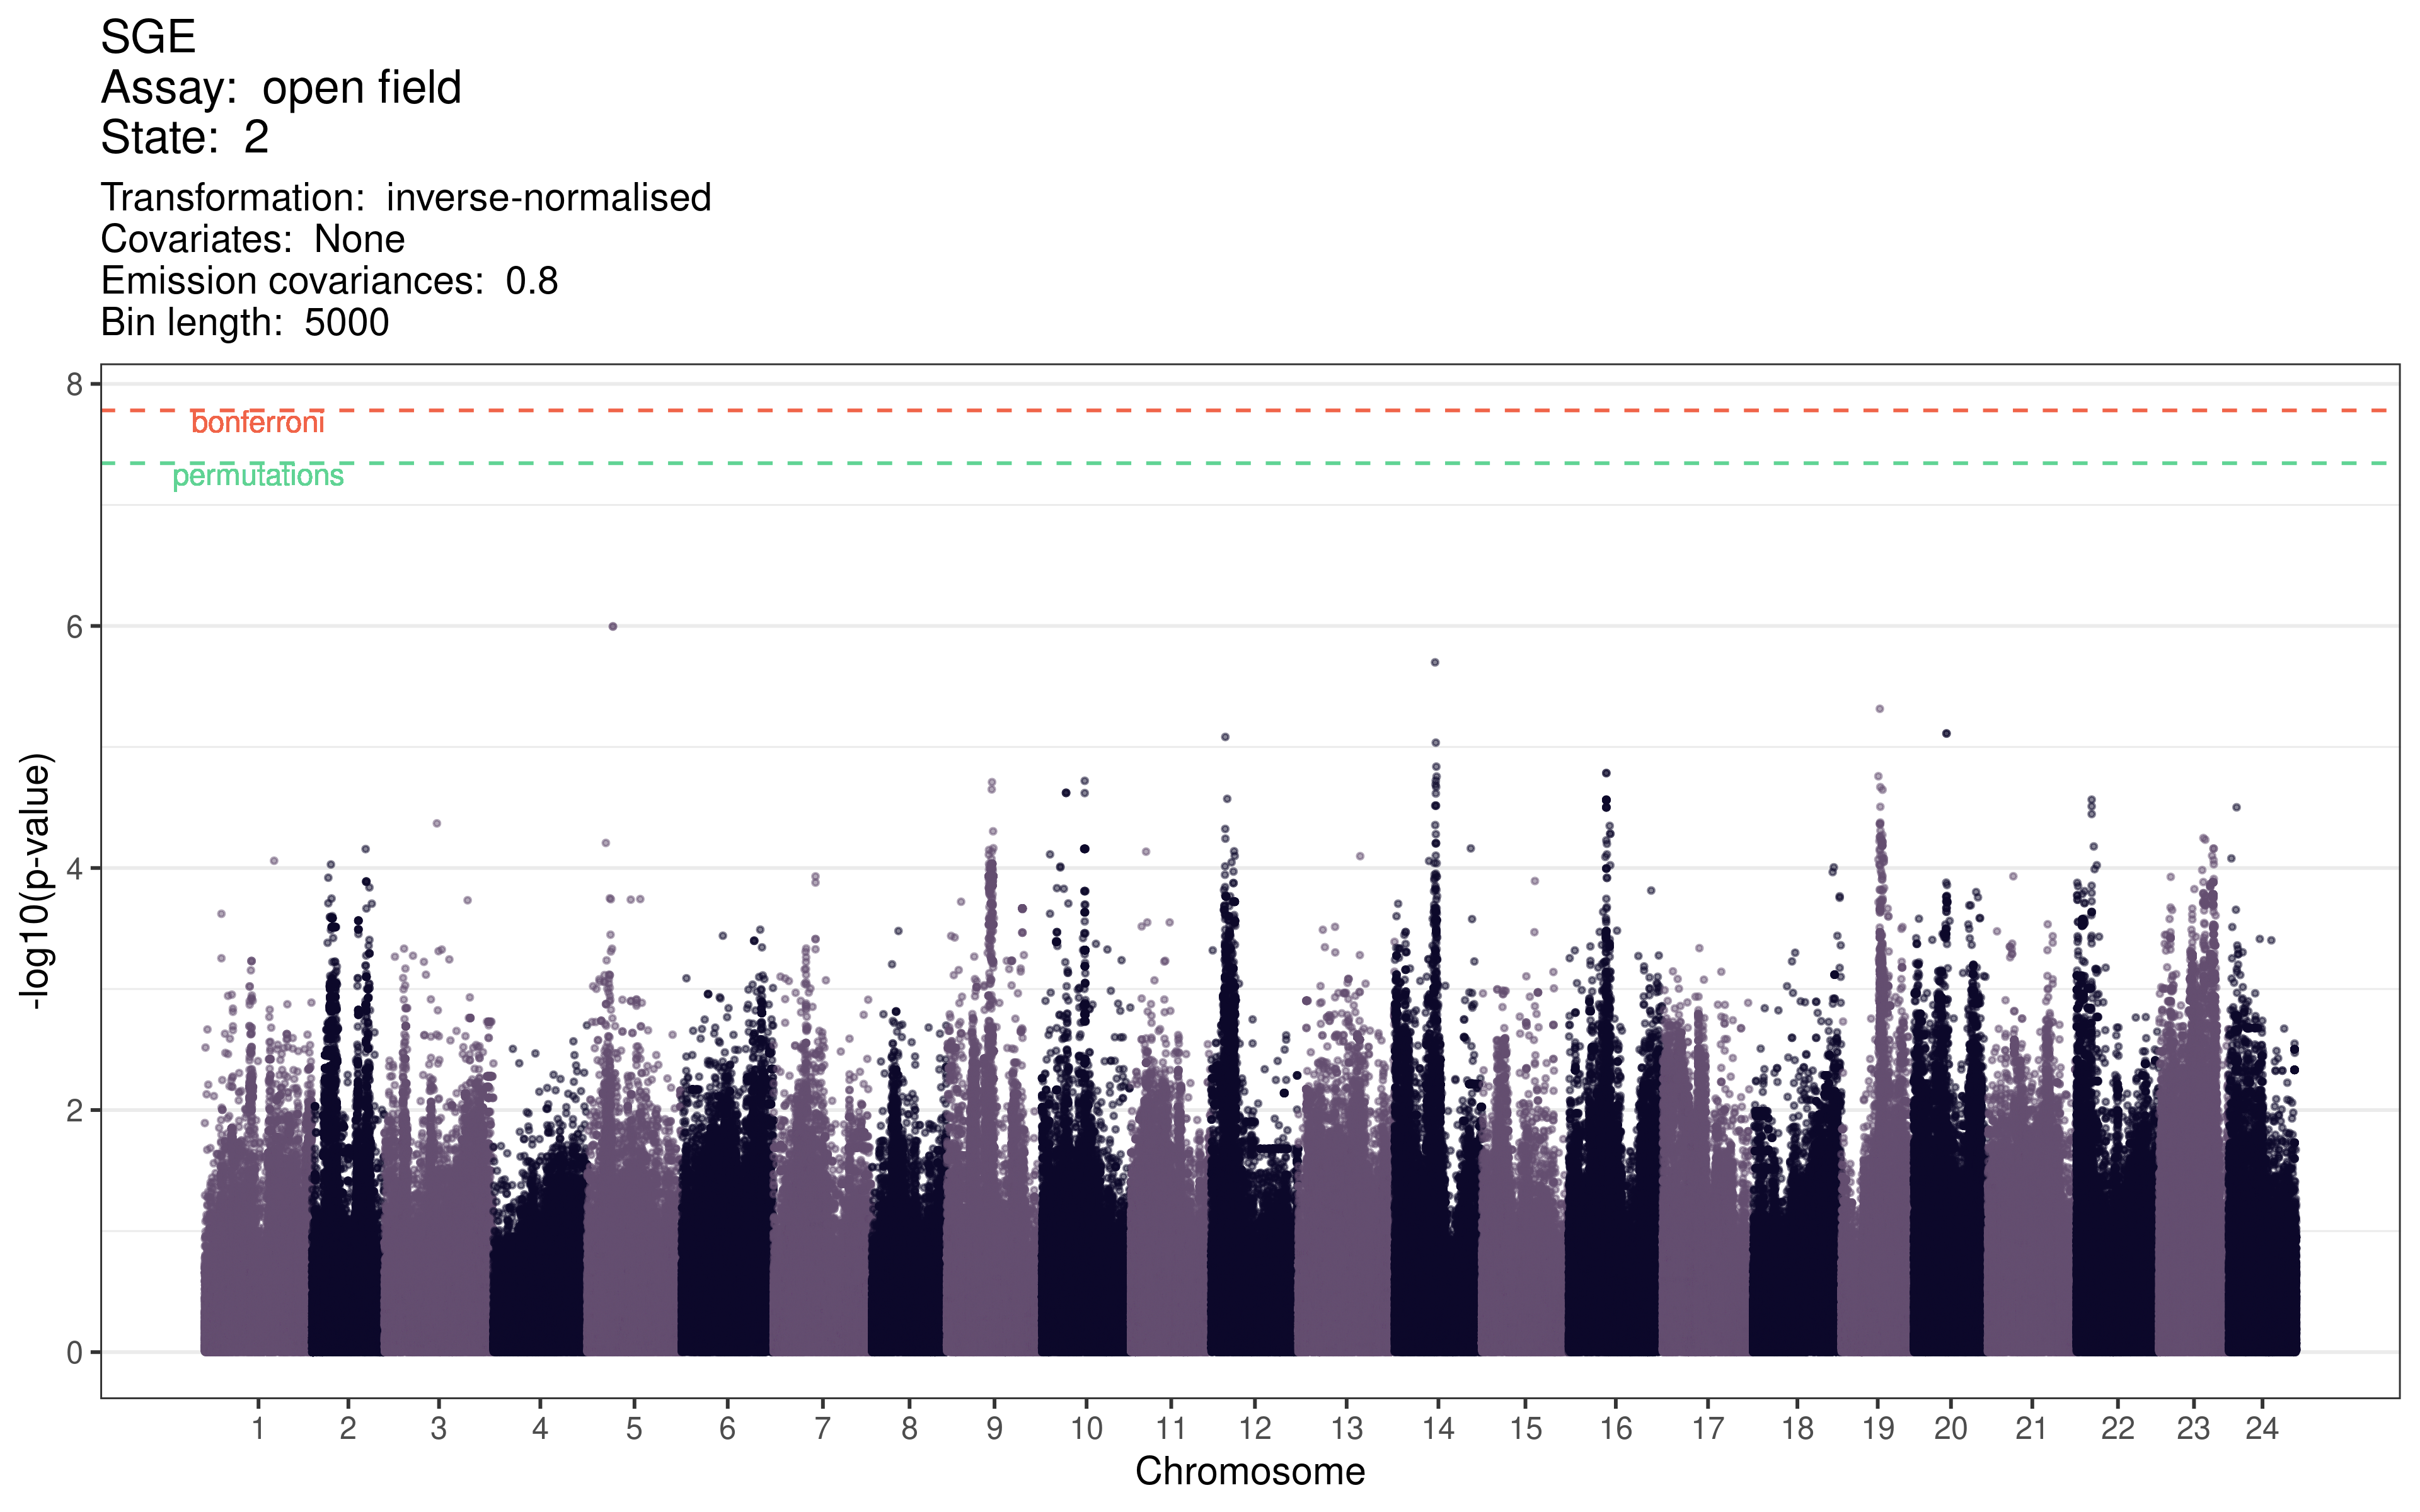 SGE
Assay:  open field
State:  2
Transformation:  inverse-normalised
Covariates:  None
Emission covariances:  0.8
Bin length:  5000
8
bonferroni
permutations
6
4
2
0
-log10(p-value)
1 2 3 4 5 6 7 8 9 10 11 12 13 14 15 16 17 18 19 20 21 22 23 24
Chromosome